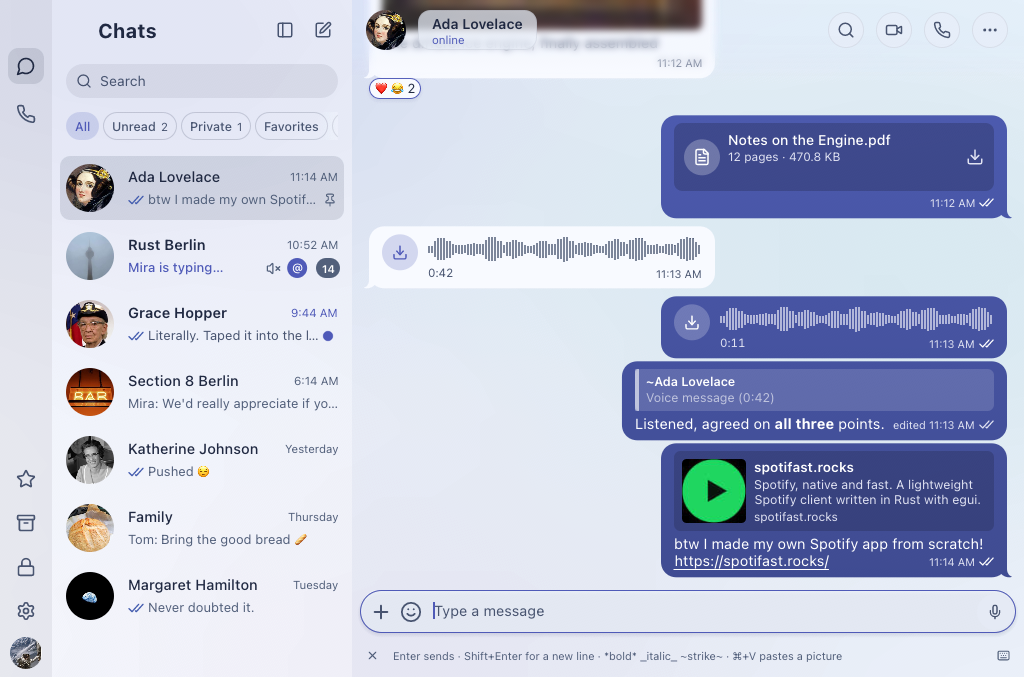 Chats
Search
All
Unread 2
Private 1
Favorites
Ada Lovelace
11:14 AM
btw I made my own Spotif...
Rust Berlin
10:52 AM
Mira is typing...
@
14
Grace Hopper
9:44 AM
Literally. Taped it into the l...
Section 8 Berlin
6:14 AM
Mira: We'd really appreciate if yo...
BAR
Katherine Johnson
Yesterday
Pushed 😉
Family
Thursday
Tom: Bring the good bread 🥖
Margaret Hamilton
Tuesday
Never doubted it.
Ada Lovelace
online
finally assembled
11:12 AM
❤️ 😂 2
Notes on the Engine.pdf
12 pages · 470.8 KB
11:12 AM
0:42
11:13 AM
0:11
11:13 AM
~Ada Lovelace
Voice message (0:42)
Listened, agreed on all three points.
edited 11:13 AM
spotifast.rocks
Spotify, native and fast. A lightweight
Spotify client written in Rust with egui.
spotifast.rocks
btw I made my own Spotify app from scratch!
https://spotifast.rocks/
11:14 AM
Type a message
Enter sends · Shift+Enter for a new line · *bold* _italic_ ~strike~ · ⌘+V pastes a picture